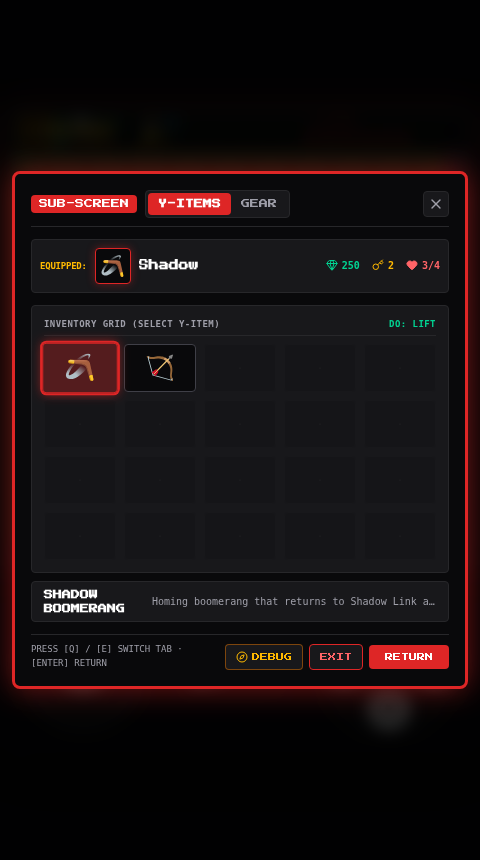 SUB-SCREEN Y-ITEMS GEAR
EQUIPPED: Shadow 250 2 3/4
INVENTORY GRID (SELECT Y-ITEM) DO: LIFT
SHADOW
BOOMERANG
Homing boomerang that returns to Shadow Link a…
PRESS [Q] / [E] SWITCH TAB ·
[ENTER] RETURN
DEBUG EXIT RETURN